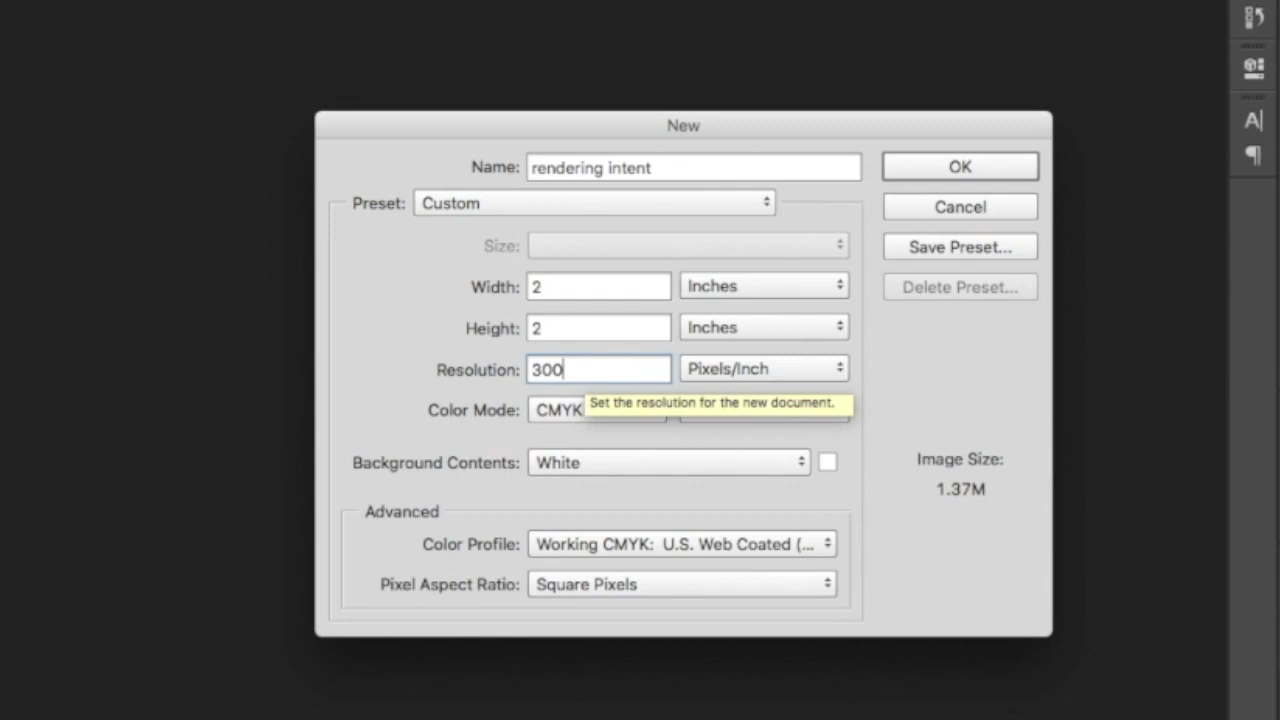 New
Name: rendering intent
OK
Preset: Custom
Cancel
Size:
Save Preset...
Width: 2 Inches
Delete Preset...
Height: 2 Inches
Resolution: 300 Pixels/Inch
Set the resolution for the new document.
Color Mode: CMYK
Background Contents: White
Image Size:
1.37M
Advanced
Color Profile: Working CMYK: U.S. Web Coated (...
Pixel Aspect Ratio: Square Pixels
A|
¶